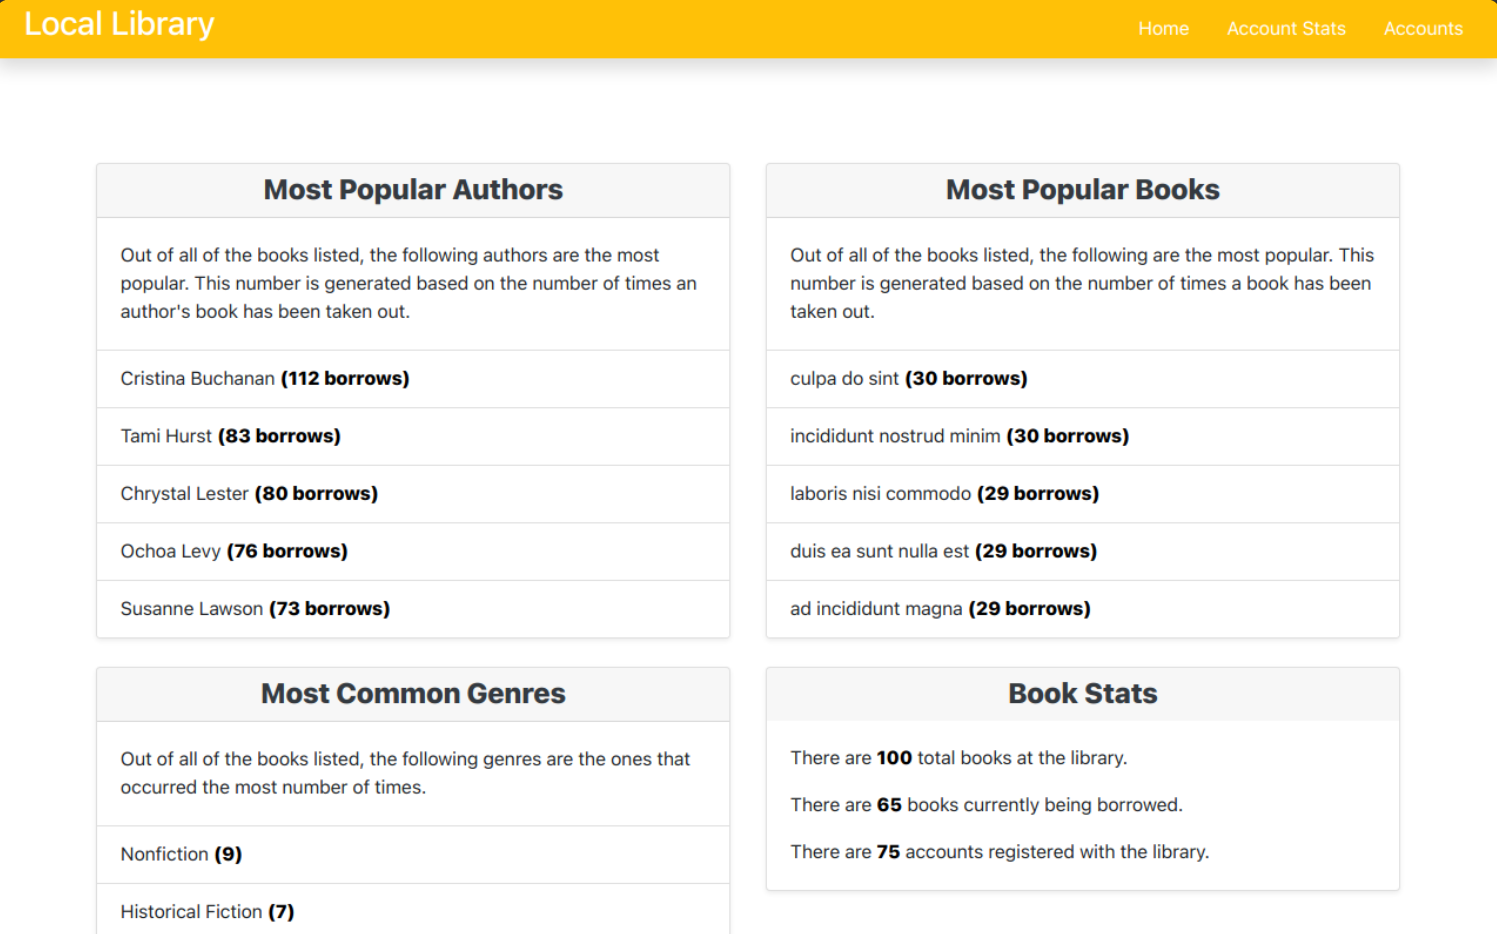 Local Library
Home Account Stats Accounts
Most Popular Authors
Out of all of the books listed, the following authors are the most
popular. This number is generated based on the number of times an
author's book has been taken out.
Cristina Buchanan (112 borrows)
Tami Hurst (83 borrows)
Chrystal Lester (80 borrows)
Ochoa Levy (76 borrows)
Susanne Lawson (73 borrows)
Most Popular Books
Out of all of the books listed, the following are the most popular. This
number is generated based on the number of times a book has been
taken out.
culpa do sint (30 borrows)
incididunt nostrud minim (30 borrows)
laboris nisi commodo (29 borrows)
duis ea sunt nulla est (29 borrows)
ad incididunt magna (29 borrows)
Most Common Genres
Out of all of the books listed, the following genres are the ones that
occurred the most number of times.
Nonfiction (9)
Historical Fiction (7)
Book Stats
There are 100 total books at the library.
There are 65 books currently being borrowed.
There are 75 accounts registered with the library.